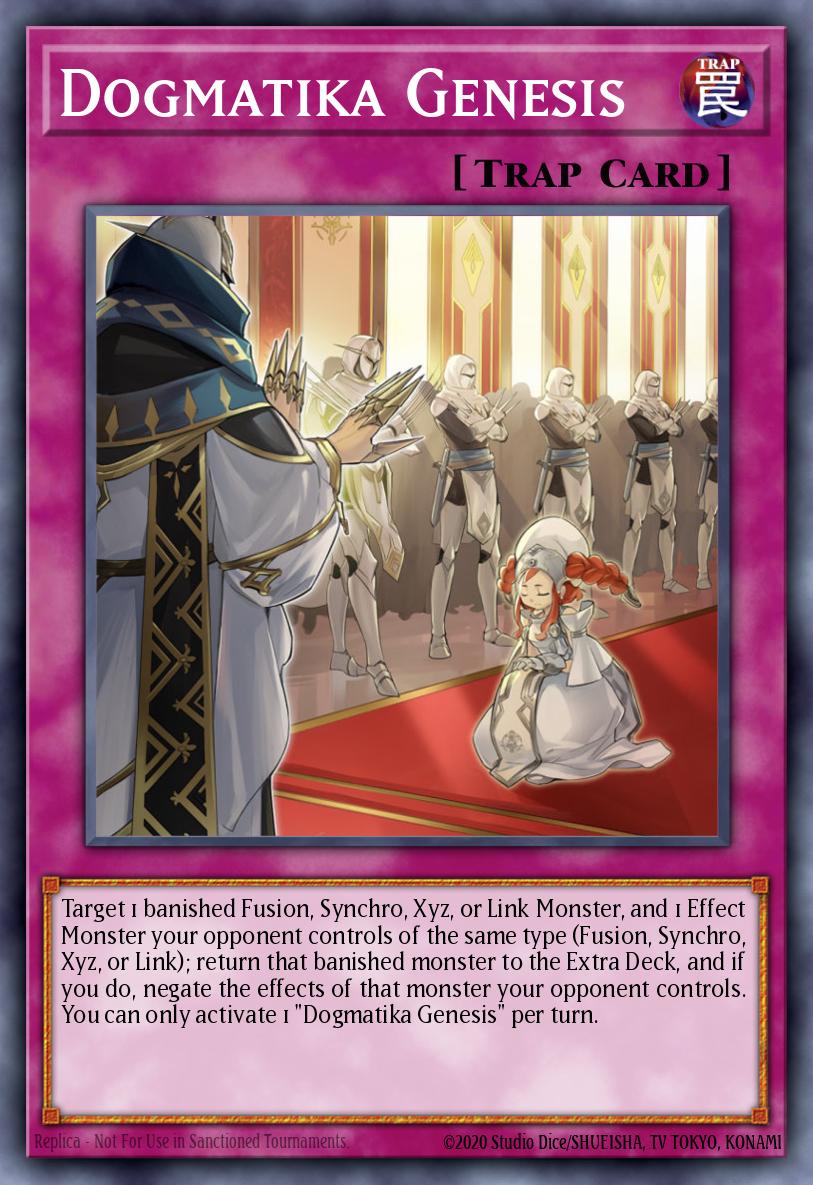 Dogmatika Genesis
TRAP
罠
[Trap Card]
Target 1 banished Fusion, Synchro, Xyz, or Link Monster, and 1 Effect
Monster your opponent controls of the same type (Fusion, Synchro,
Xyz, or Link); return that banished monster to the Extra Deck, and if
you do, negate the effects of that monster your opponent controls.
You can only activate 1 "Dogmatika Genesis" per turn.
Replica - Not For Use in Sanctioned Tournaments.
©2020 Studio Dice/SHUEISHA, TV TOKYO, KONAMI